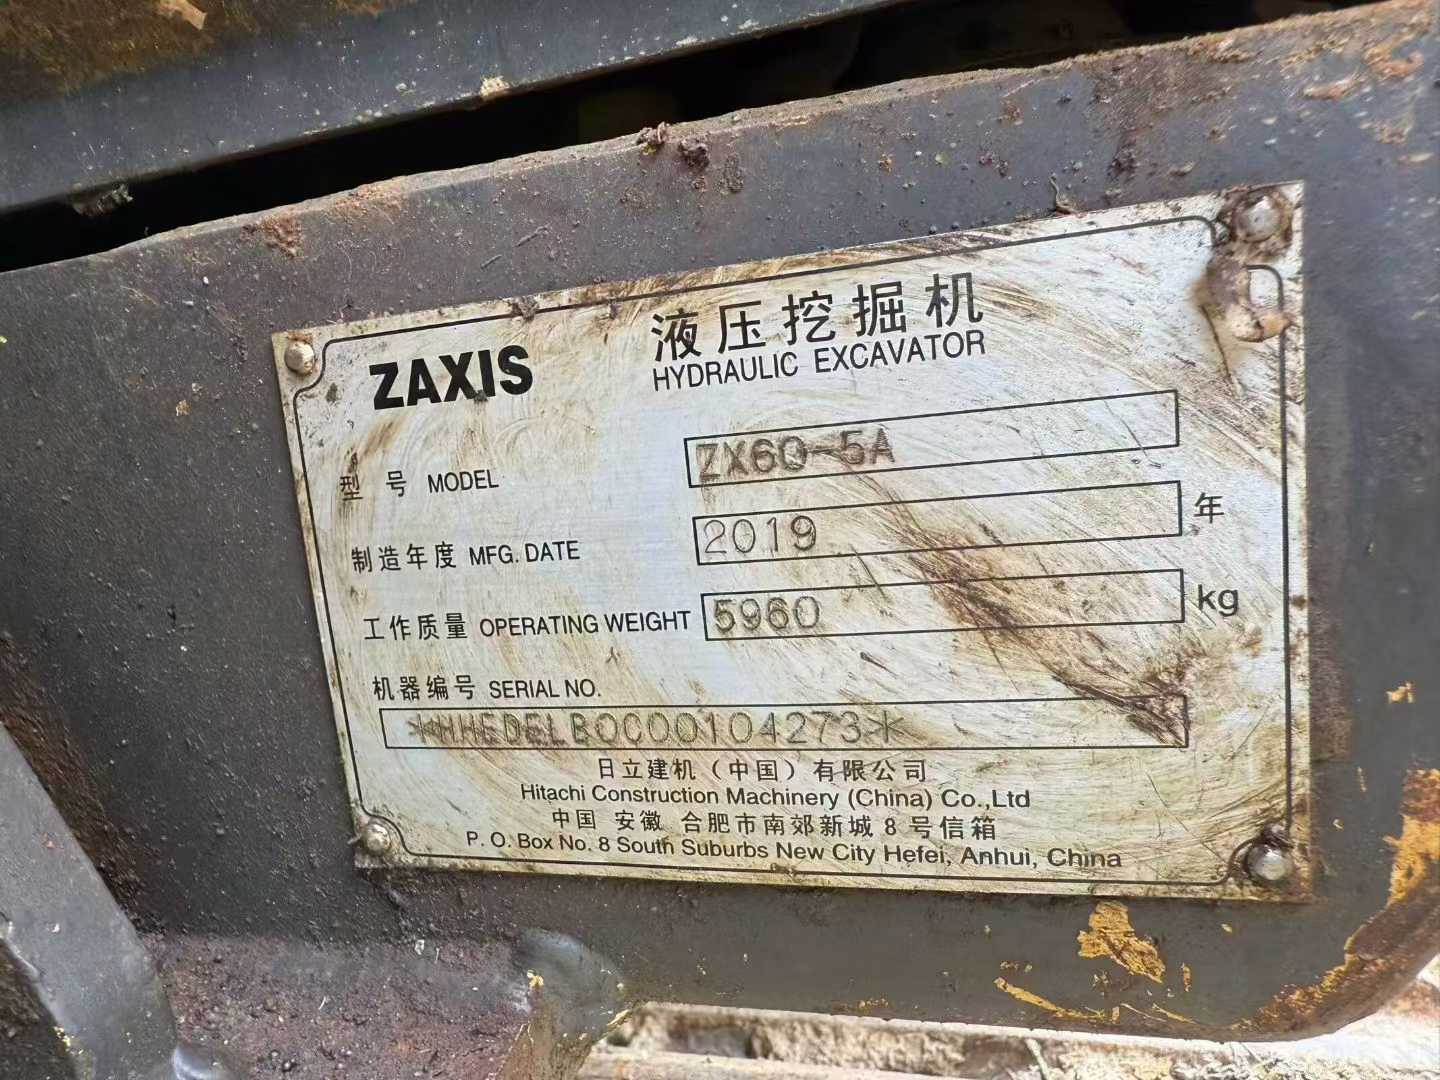 ZAXIS
液压挖掘机
HYDRAULIC EXCAVATOR
型号 MODEL ZX60-5A
制造年度 MFG. DATE 2019 年
工作质量 OPERATING WEIGHT 5960 kg
机器编号 SERIAL NO.
*HHEDELB0C00104273*
日立建机（中国）有限公司
Hitachi Construction Machinery (China) Co.,Ltd
中国 安徽 合肥市南郊新城 8 号信箱
P. O. Box No. 8 South Suburbs New City Hefei, Anhui, China